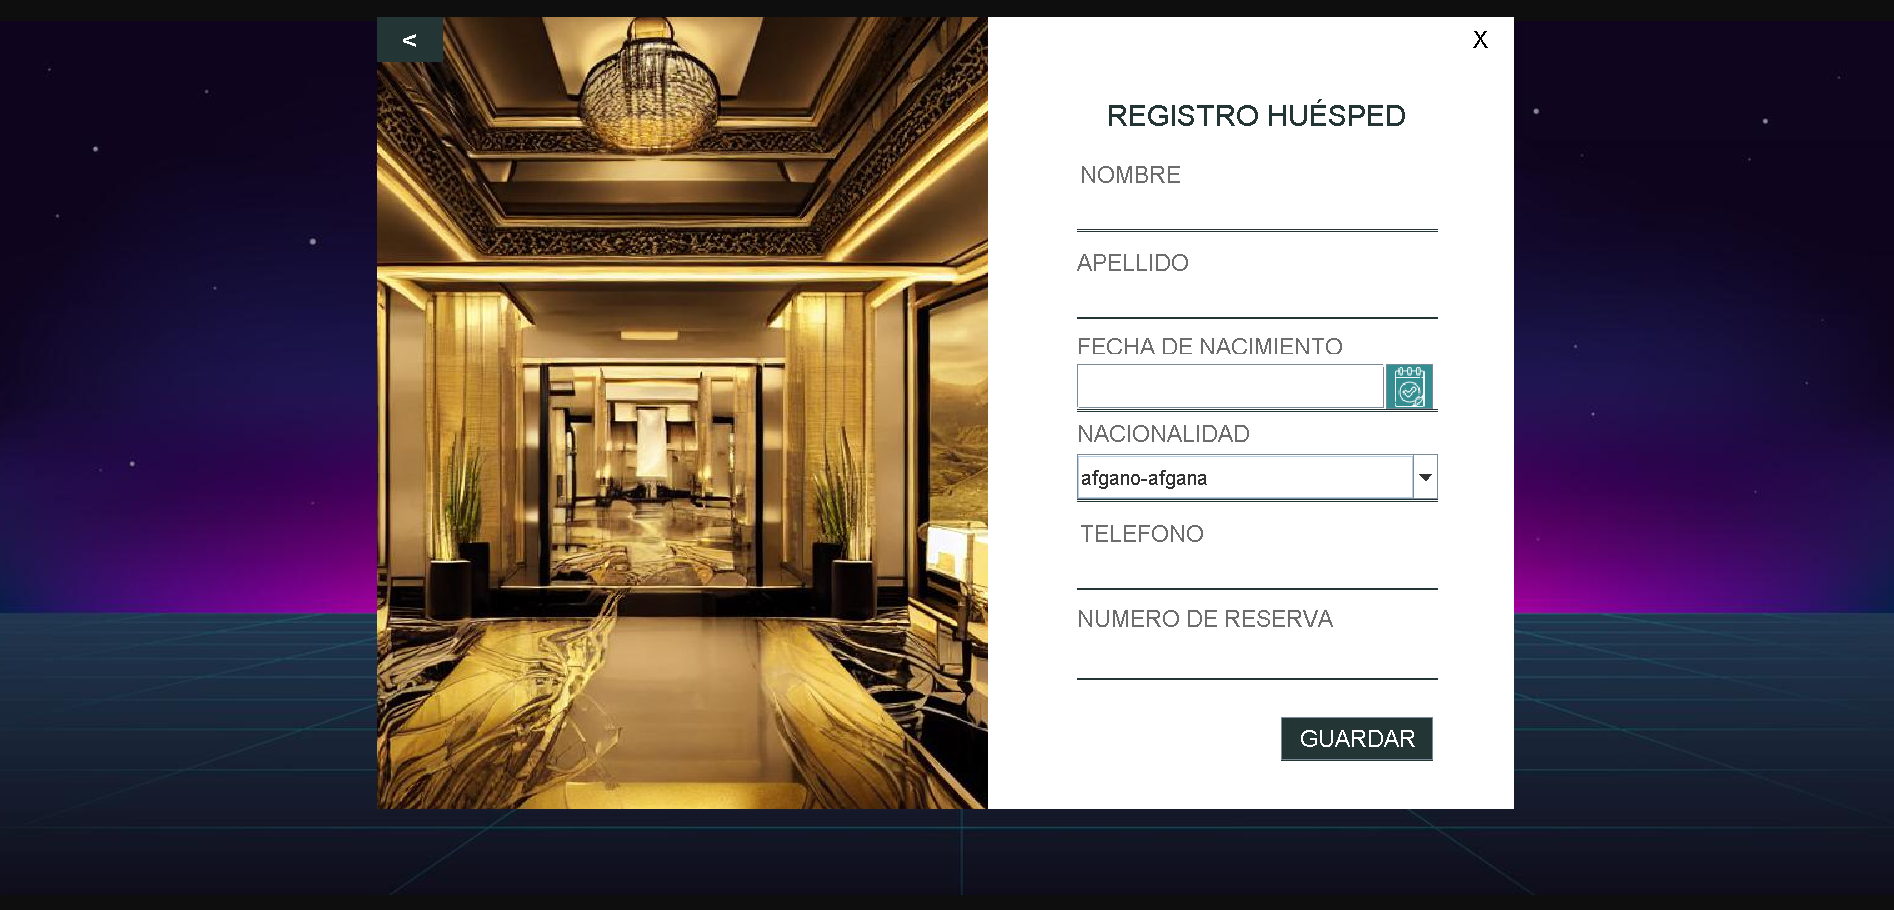 <
X
REGISTRO HUÉSPED
NOMBRE
APELLIDO
FECHA DE NACIMIENTO
NACIONALIDAD
afgano-afgana
TELEFONO
NUMERO DE RESERVA
GUARDAR